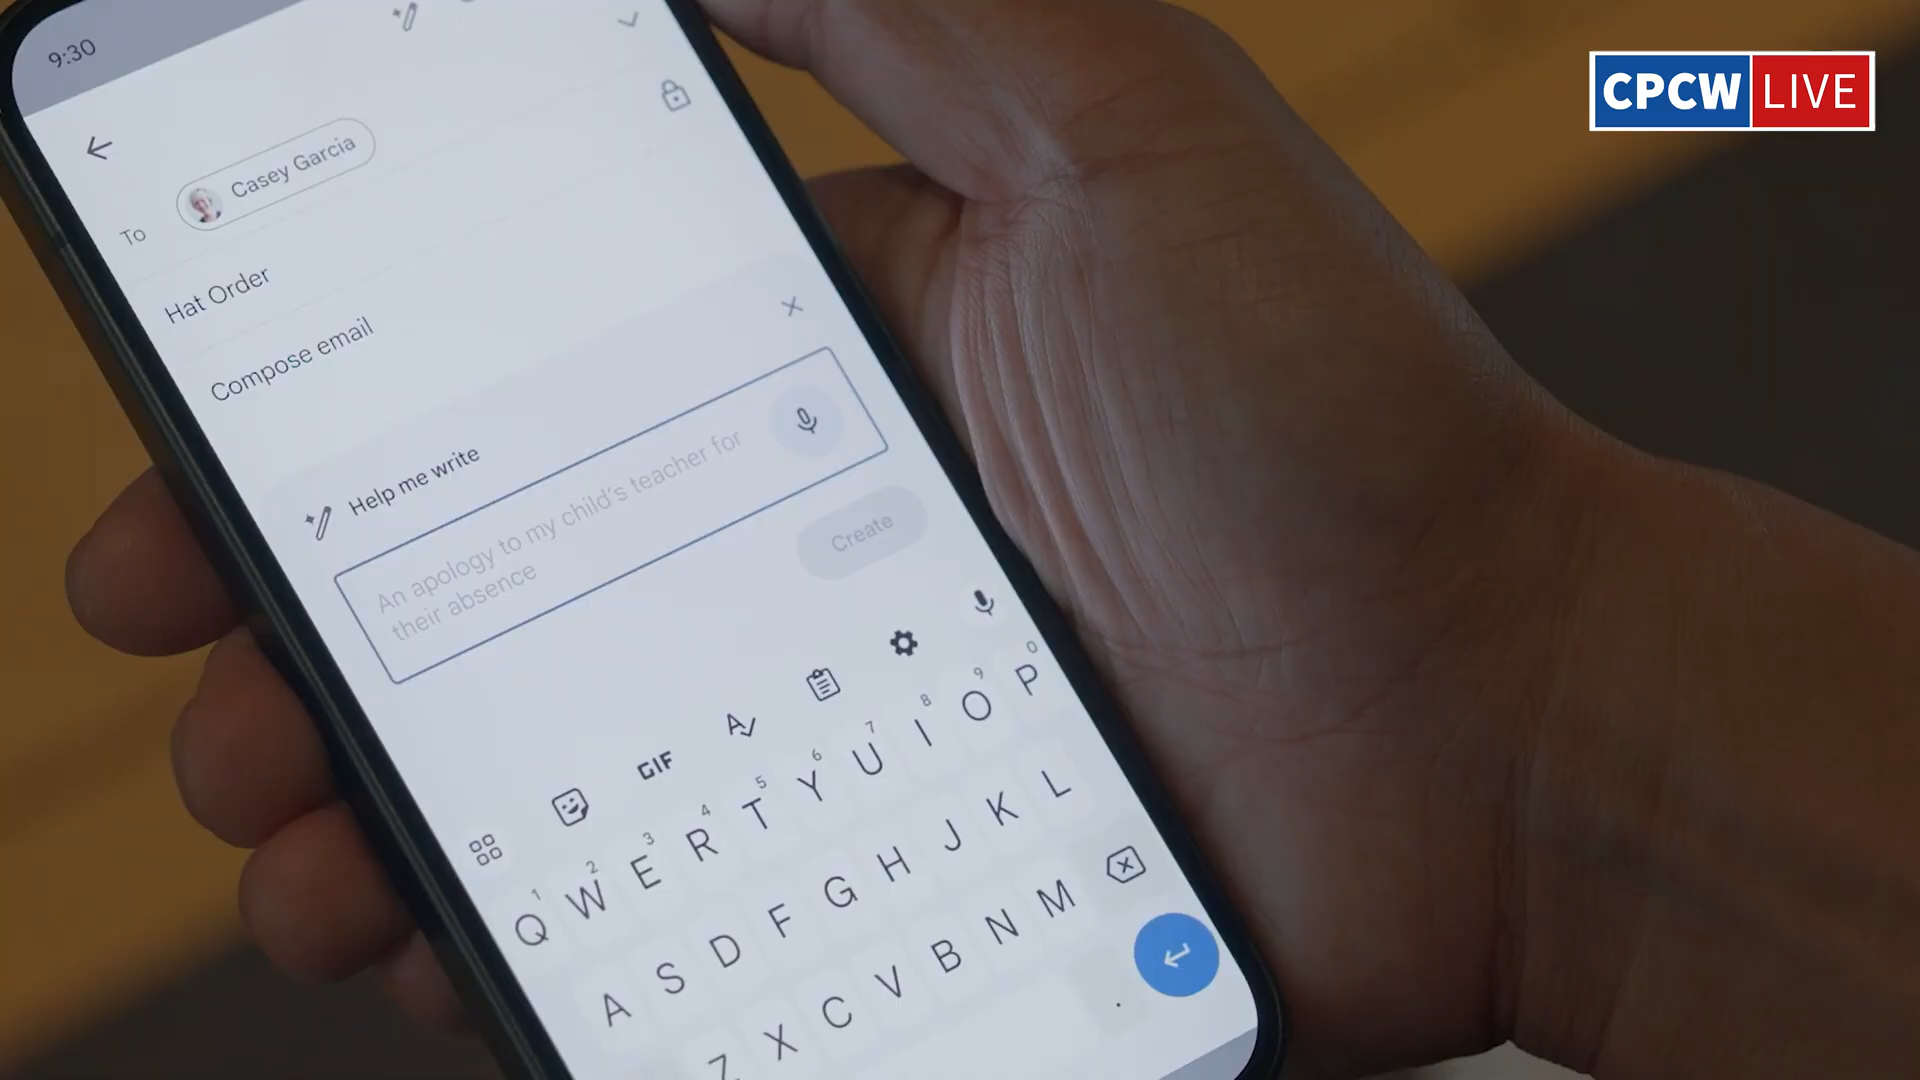 9:30
CPCW LIVE
To Casey Garcia
Hat Order
Compose email
Help me write
An apology to my child's teacher for
their absence
Create
GIF
1 2 3 4 5 6 7 8 9 0
Q W E R T Y U I O P
A S D F G H J K L
Z X C V B N M
.